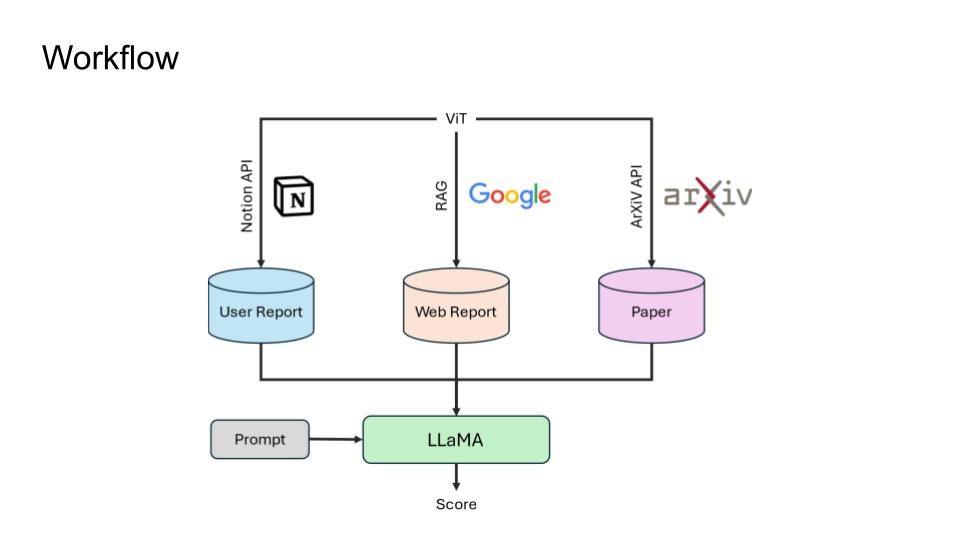 Workflow
ViT
Notion API
N
RAG
Google
ArXiV API
arXiv
User Report
Web Report
Paper
Prompt
LLaMA
Score